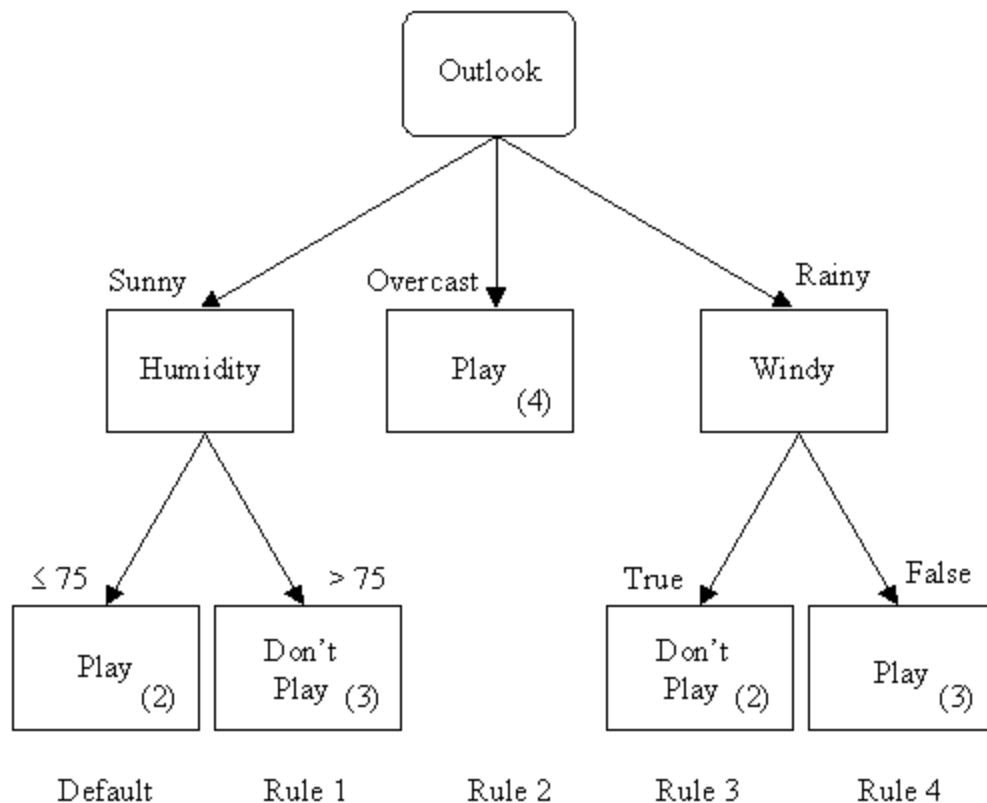 Outlook
Sunny
Overcast
Rainy
Humidity
Play
(4)
Windy
≤ 75
> 75
True
False
Play
(2)
Don't
Play (3)
Don't
Play (2)
Play
(3)
Default
Rule 1
Rule 2
Rule 3
Rule 4